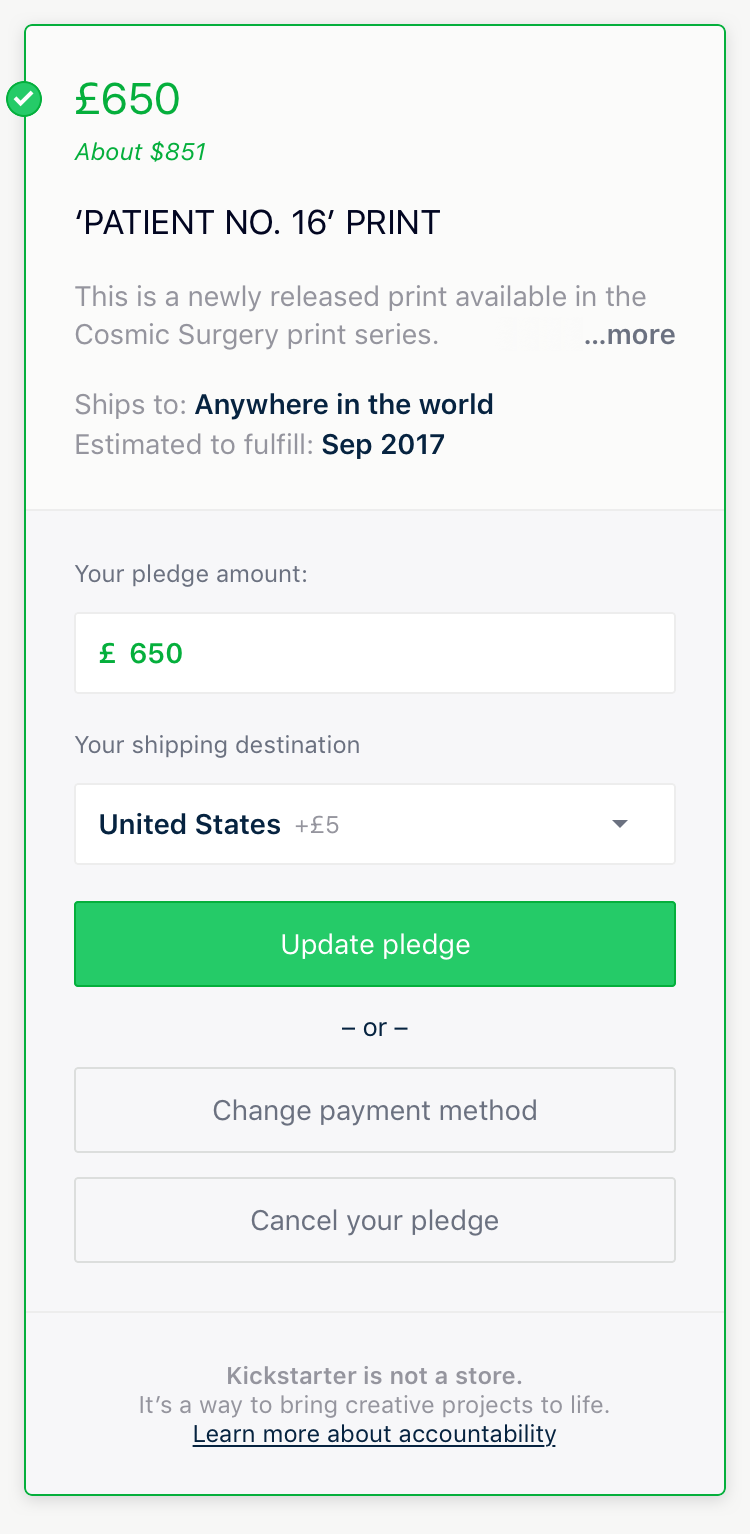 £650
About $851
‘PATIENT NO. 16’ PRINT
This is a newly released print available in the
Cosmic Surgery print series. ...more
Ships to: Anywhere in the world
Estimated to fulfill: Sep 2017
Your pledge amount:
£ 650
Your shipping destination
United States +£5
Update pledge
– or –
Change payment method
Cancel your pledge
Kickstarter is not a store.
It’s a way to bring creative projects to life.
Learn more about accountability